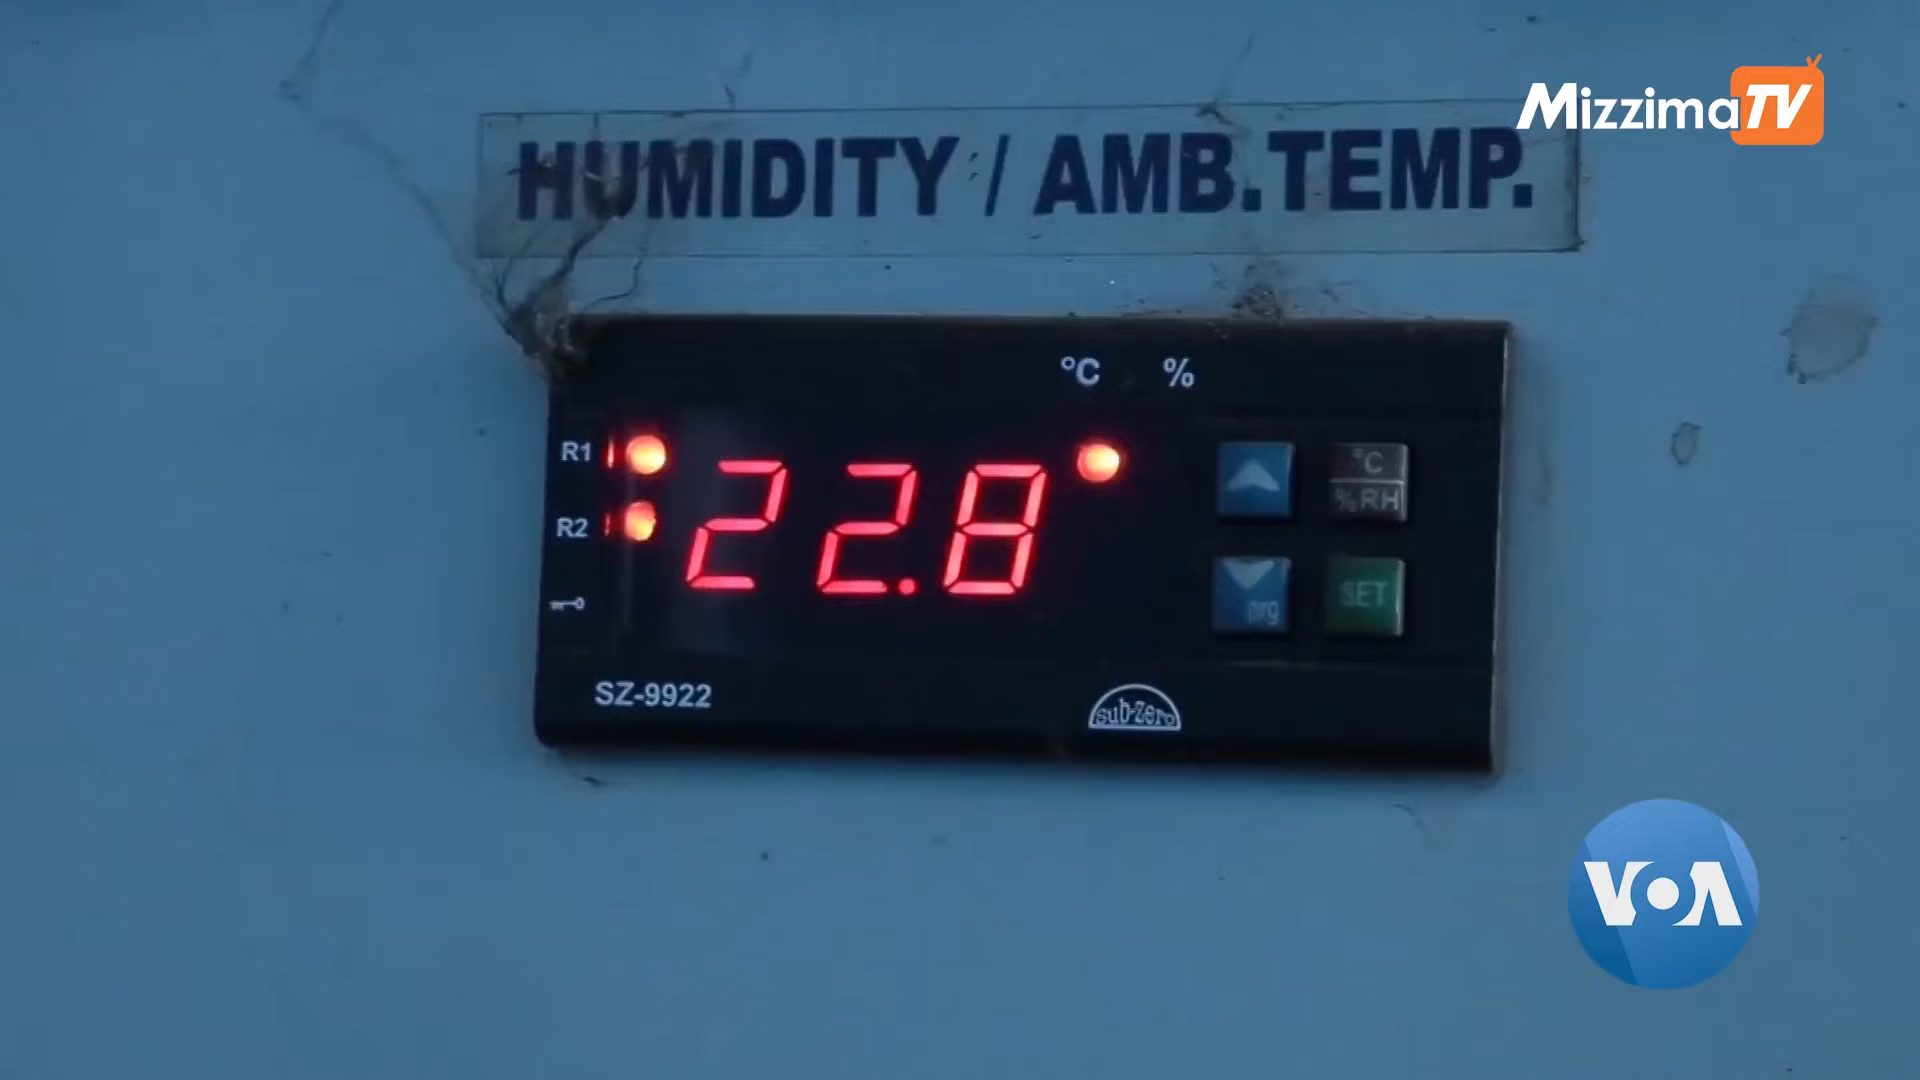 MizzimaTV
HUMIDITY / AMB.TEMP.
°C %
R1
22.8
°C
%RH
R2
prg
SET
SZ-9922
sub-zero
VOA